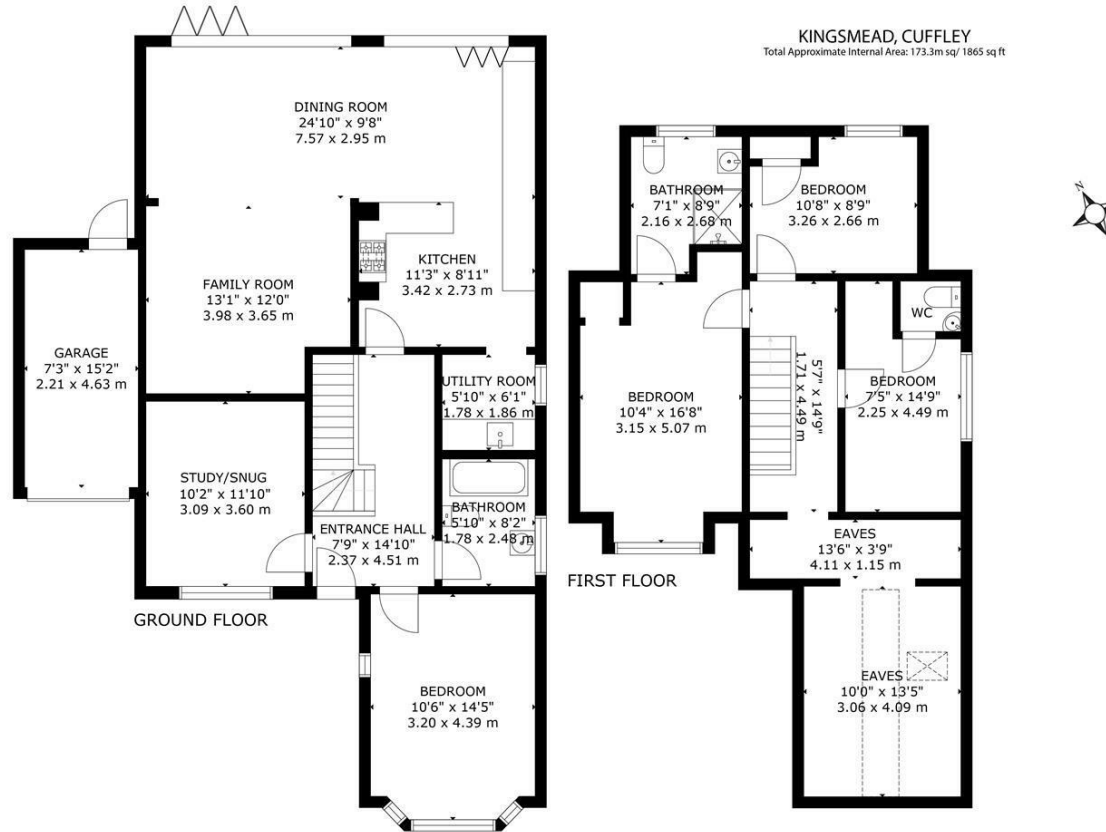 KINGSMEAD, CUFFLEY
Total Approximate Internal Area: 173.3m sq/ 1865 sq ft
DINING ROOM
24'10" x 9'8"
7.57 x 2.95 m
KITCHEN
11'3" x 8'11"
3.42 x 2.73 m
FAMILY ROOM
13'1" x 12'0"
3.98 x 3.65 m
GARAGE
7'3" x 15'2"
2.21 x 4.63 m
UTILITY ROOM
5'10" x 6'1"
1.78 x 1.86 m
STUDY/SNUG
10'2" x 11'10"
3.09 x 3.60 m
BATHROOM
5'10" x 8'2"
1.78 x 2.48 m
ENTRANCE HALL
7'9" x 14'10"
2.37 x 4.51 m
GROUND FLOOR
BEDROOM
10'6" x 14'5"
3.20 x 4.39 m
BATHROOM
7'1" x 8'9"
2.16 x 2.68 m
BEDROOM
10'8" x 8'9"
3.26 x 2.66 m
N
WC
5'7" x 14'9"
1.71 x 4.49 m
BEDROOM
10'4" x 16'8"
3.15 x 5.07 m
BEDROOM
7'5" x 14'9"
2.25 x 4.49 m
EAVES
13'6" x 3'9"
4.11 x 1.15 m
FIRST FLOOR
EAVES
10'0" x 13'5"
3.06 x 4.09 m